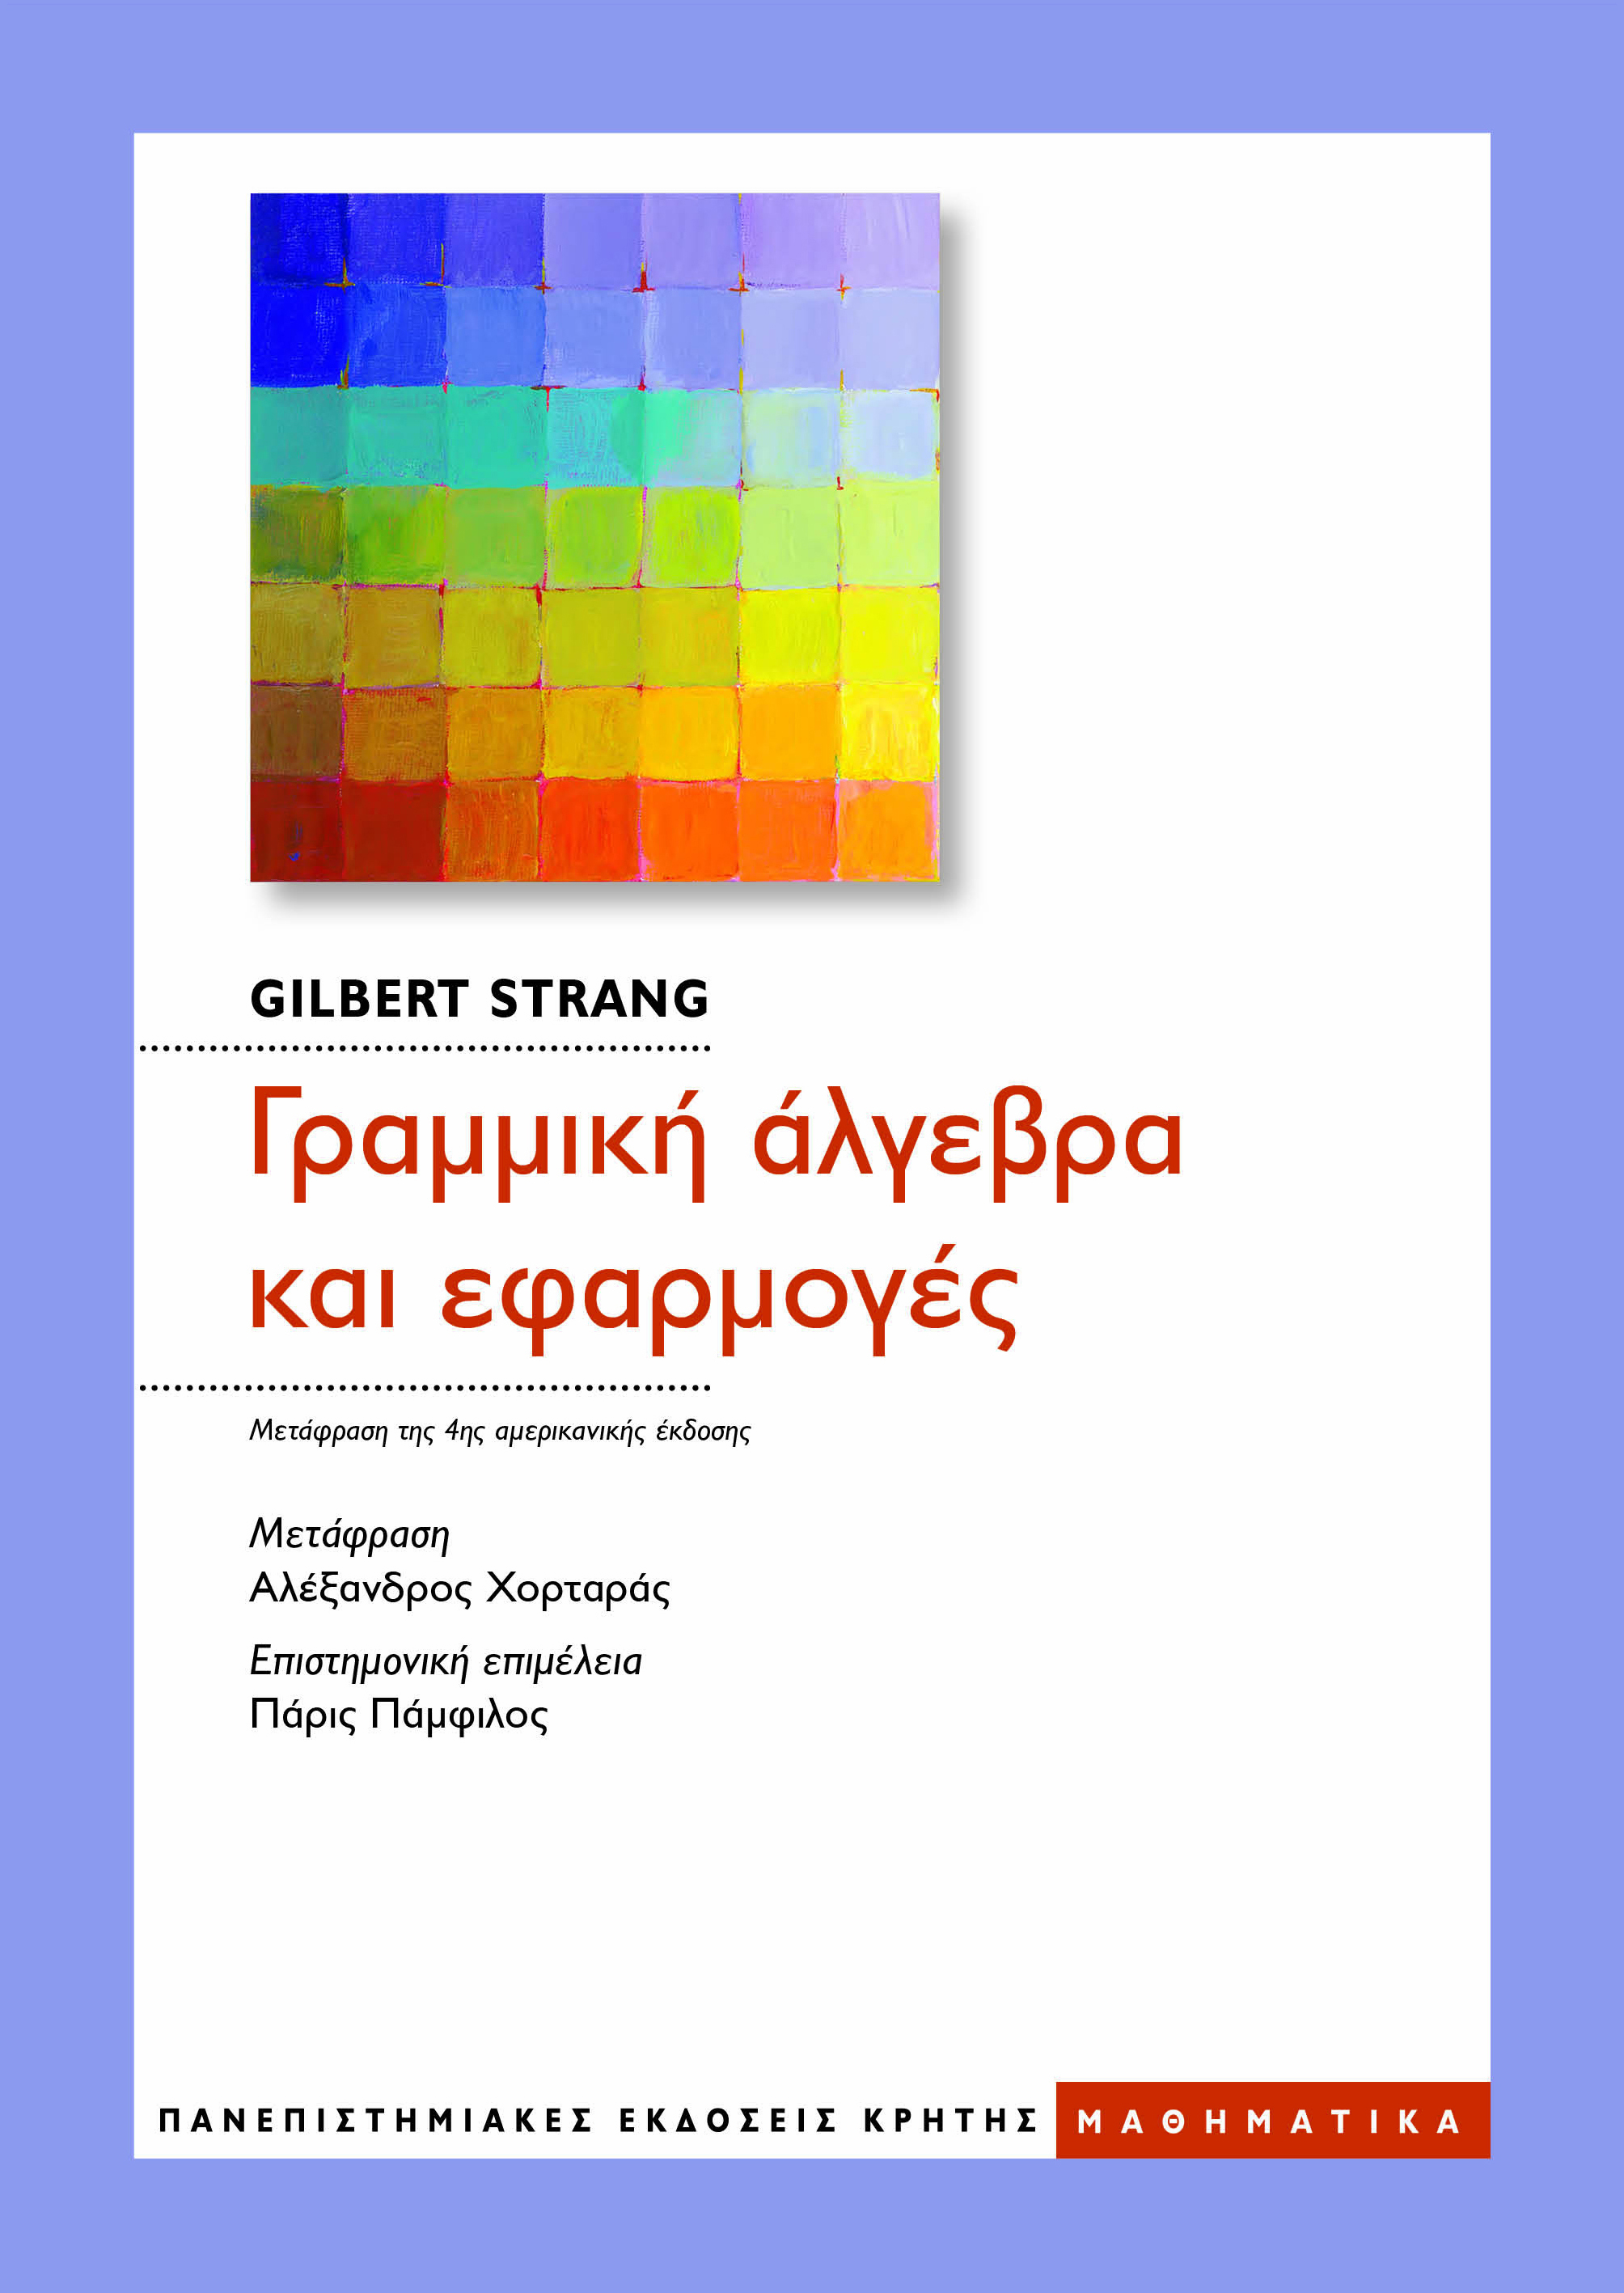 GILBERT STRANG
Γραμμική άλγεβρα
και εφαρμογές
Μετάφραση της 4ης αμερικανικής έκδοσης
Μετάφραση
Αλέξανδρος Χορταράς
Επιστημονική επιμέλεια
Πάρις Πάμφιλος
ΠΑΝΕΠΙΣΤΗΜΙΑΚΕΣ ΕΚΔΟΣΕΙΣ ΚΡΗΤΗΣ ΜΑΘΗΜΑΤΙΚΑ